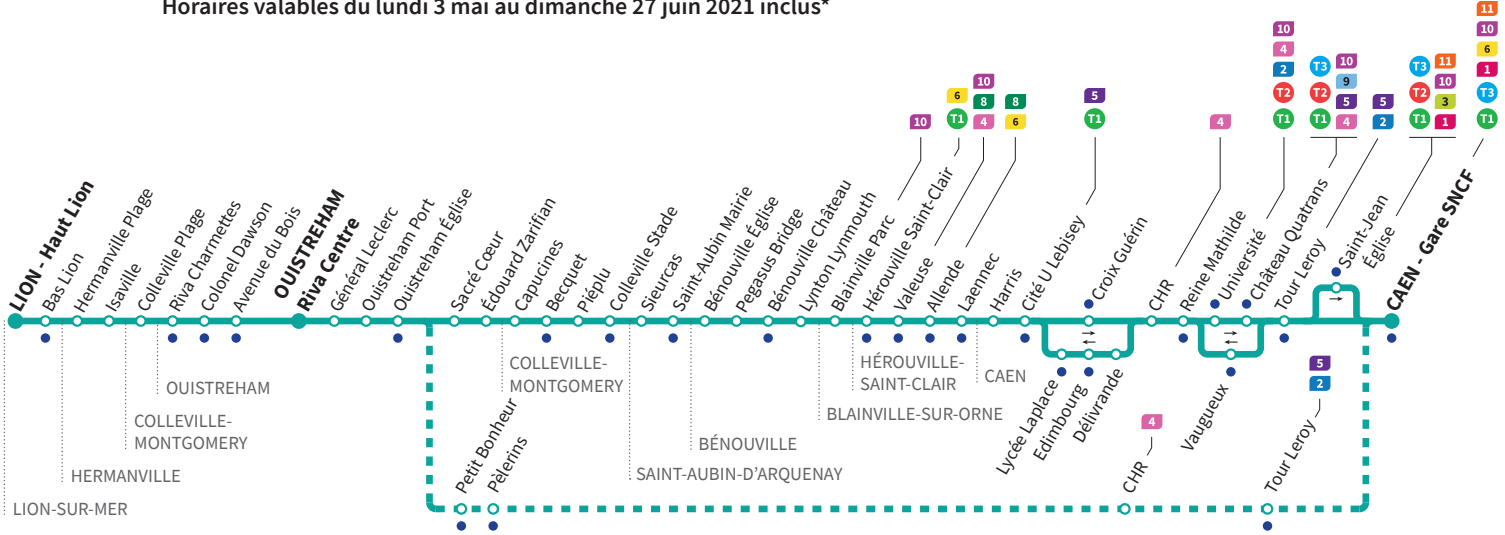 Horaires valables du lundi 3 mai au dimanche 27 juin 2021 inclus*
LION - Haut Lion
Bas Lion
Hermanville Plage
Isaville
Colleville Plage
Riva Charmettes
Colonel Dawson
Avenue du Bois
OUISTREHAM
Riva Centre
Général Leclerc
Ouistreham Port
Ouistreham Église
Sacré Cœur
Édouard Zarifian
Capucines
Becquet
Piéplu
Colleville Stade
Sieurcas
Saint-Aubin Mairie
Bénouville Église
Pegasus Bridge
Bénouville Château
Lynton Lynmouth
Blainville Parc
10
Hérouville Saint-Clair
6
T1
Valeuse
10
8
4
Allende
8
6
Laennec
Harris
Cité U Lebisey
5
T1
Croix Guérin
CHR
4
Reine Mathilde
Université
10
4
2
T2
T1
Château Quatrans
T3
T2
T1
10
9
5
4
Tour Leroy
5
2
Saint-Jean
Église
T3
T2
T1
11
10
3
1
CAEN - Gare SNCF
11
10
6
1
T3
T1
→
←
→
←
→
Lycée Laplace
Edimbourg
Délivrande
Vaugueux
Petit Bonheur
Pèlerins
CHR
4
Tour Leroy
5
2
LION-SUR-MER
HERMANVILLE
COLLEVILLE-
MONTGOMERY
OUISTREHAM
COLLEVILLE-
MONTGOMERY
SAINT-AUBIN-D’ARQUENAY
BÉNOUVILLE
BLAINVILLE-SUR-ORNE
HÉROUVILLE-
SAINT-CLAIR
CAEN